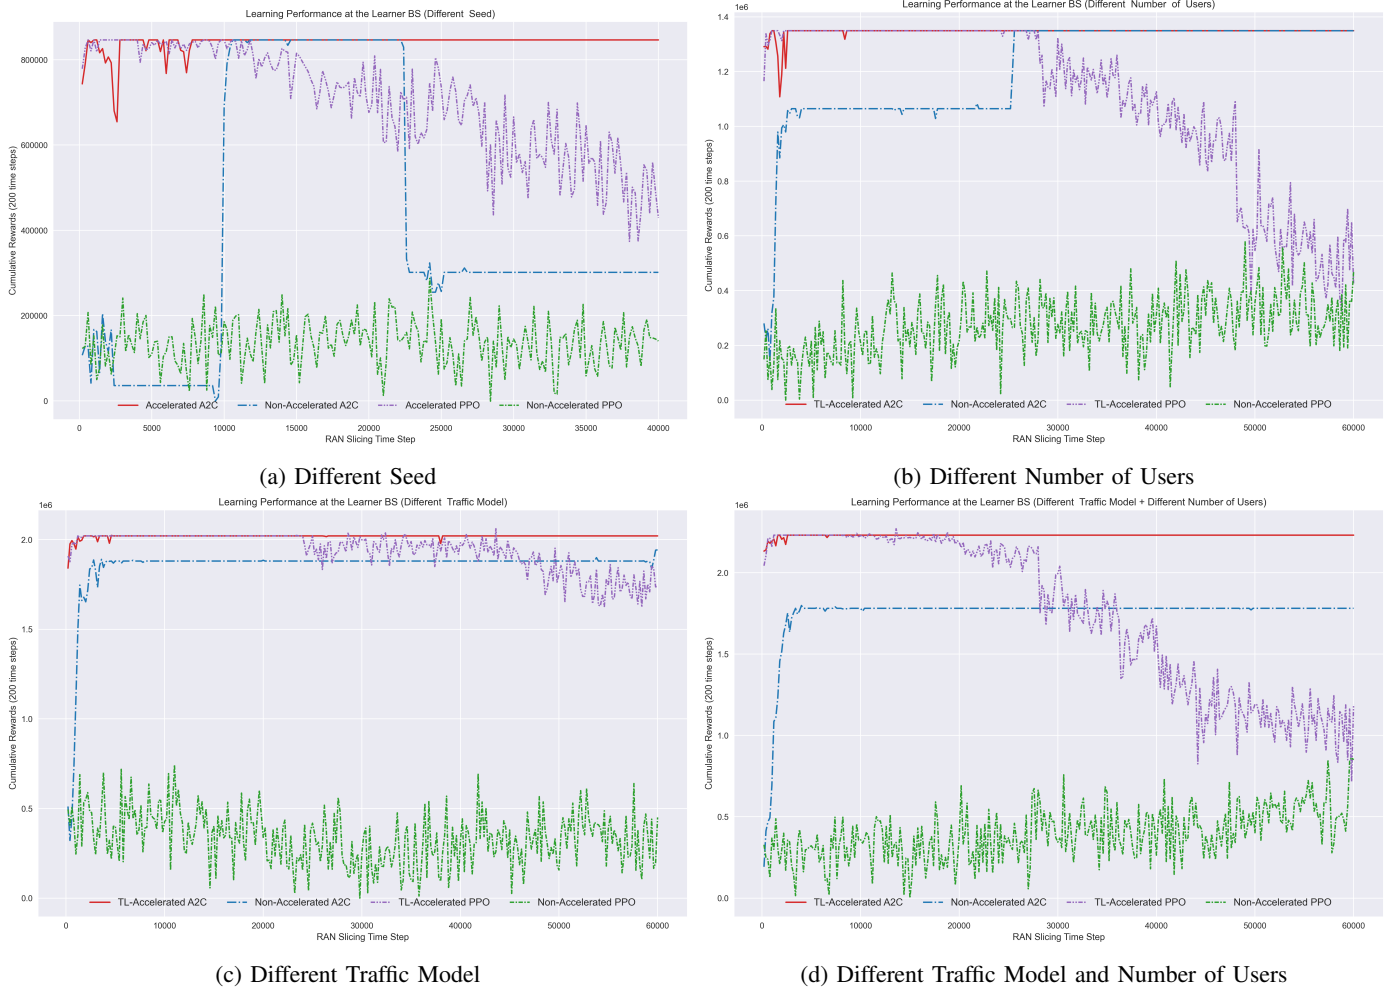 Learning Performance at the Learner BS (Different Seed)
800000
600000
400000
200000
0
Cumulative Rewards (200 time steps)
Accelerated A2C Non-Accelerated A2C Accelerated PPO Non-Accelerated PPO
0 5000 10000 15000 20000 25000 30000 35000 40000
RAN Slicing Time Step
(a) Different Seed
Learning Performance at the Learner BS (Different Number of Users)
1e6
1.4
1.2
1.0
0.8
0.6
0.4
0.2
0.0
Cumulative Rewards (200 time steps)
TL-Accelerated A2C Non-Accelerated A2C TL-Accelerated PPO Non-Accelerated PPO
0 10000 20000 30000 40000 50000 60000
RAN Slicing Time Step
(b) Different Number of Users
Learning Performance at the Learner BS (Different Traffic Model)
1e6
2.0
1.5
1.0
0.5
0.0
Cumulative Rewards (200 time steps)
TL-Accelerated A2C Non-Accelerated A2C TL-Accelerated PPO Non-Accelerated PPO
0 10000 20000 30000 40000 50000 60000
RAN Slicing Time Step
(c) Different Traffic Model
Learning Performance at the Learner BS (Different Traffic Model + Different Number of Users)
1e6
2.0
1.5
1.0
0.5
0.0
Cumulative Rewards (200 time steps)
TL-Accelerated A2C Non-Accelerated A2C TL-Accelerated PPO Non-Accelerated PPO
0 10000 20000 30000 40000 50000 60000
RAN Slicing Time Step
(d) Different Traffic Model and Number of Users